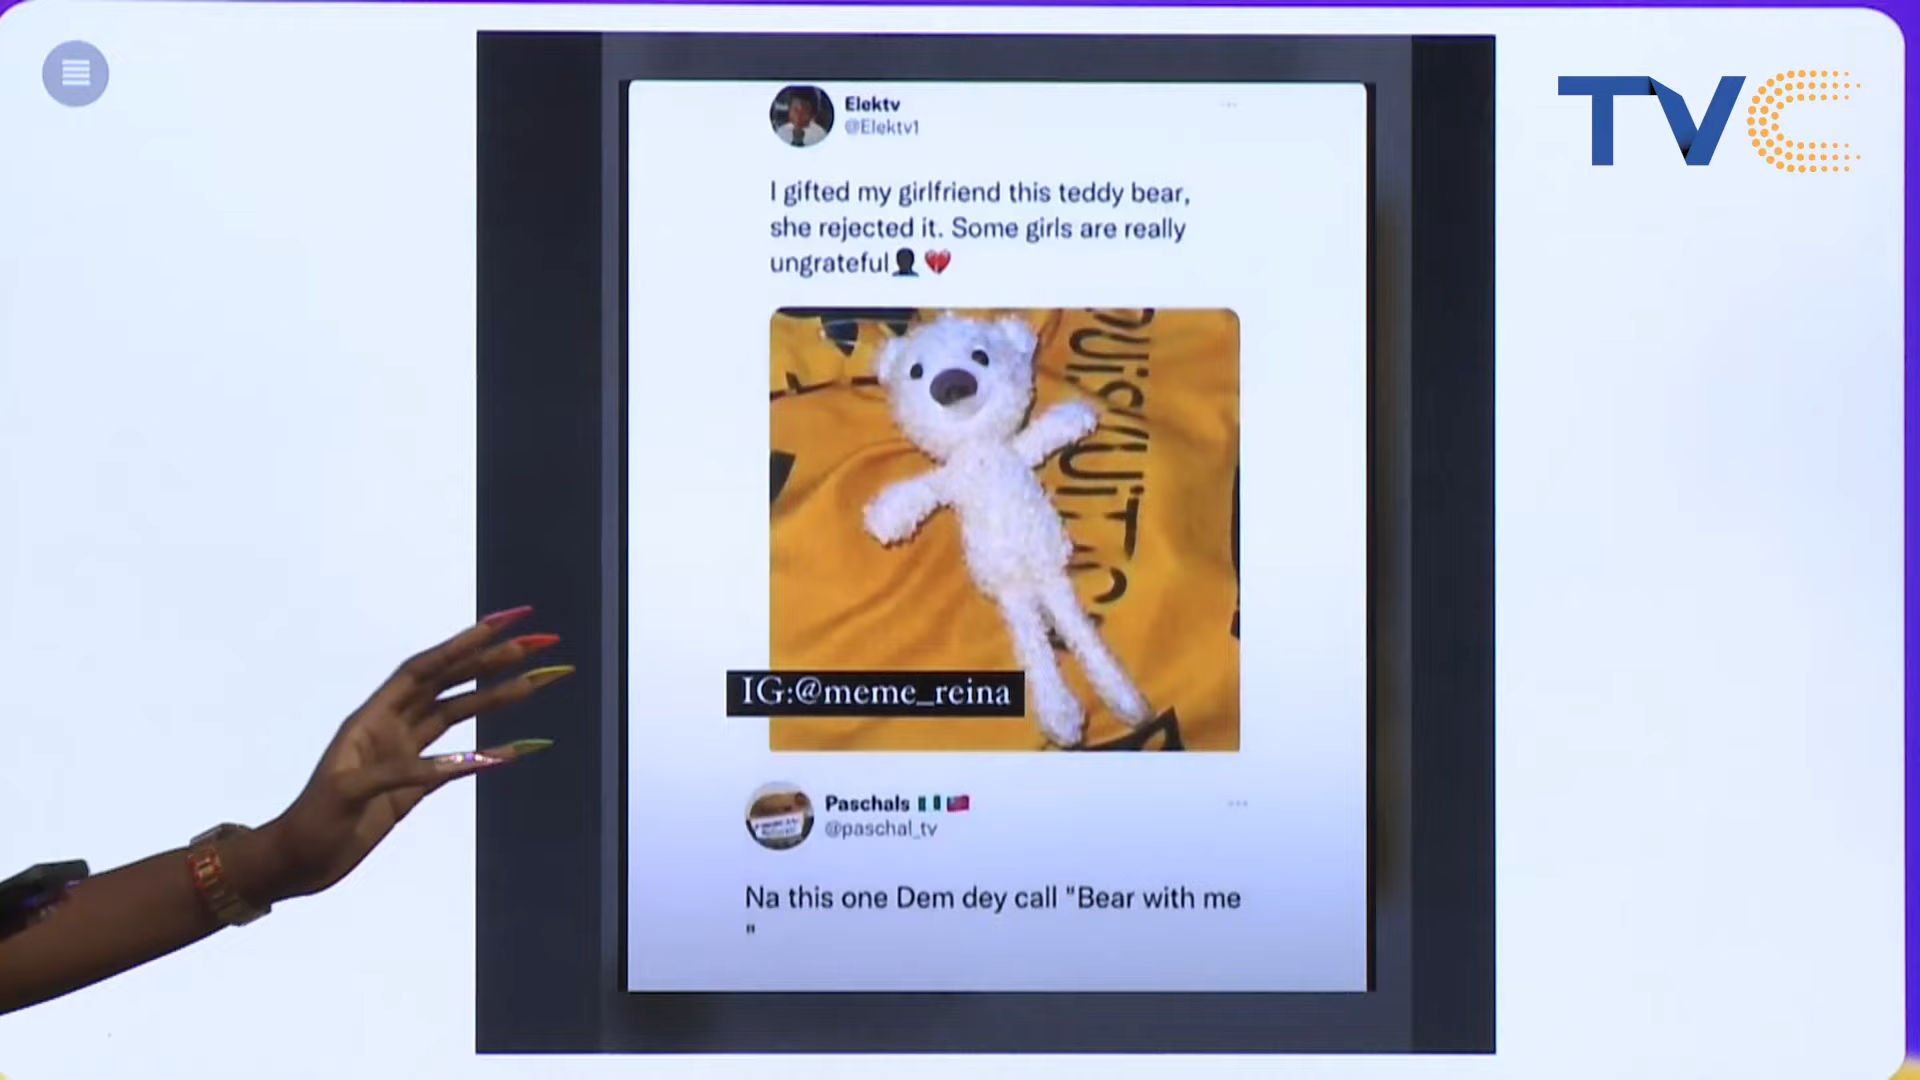 TVC
Elektv
@Elektv1
I gifted my girlfriend this teddy bear,
she rejected it. Some girls are really
ungrateful👤💔
IG:@meme_reina
Paschals 🇳🇬
@paschal_tv
Na this one Dem dey call "Bear with me
"